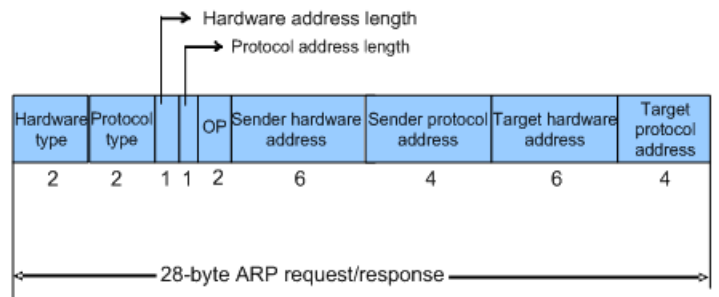 Hardware address length
Protocol address length
Hardware type
Protocol type
OP
Sender hardware address
Sender protocol address
Target hardware address
Target protocol address
2 2 1 1 2 6 4 6 4
28-byte ARP request/response